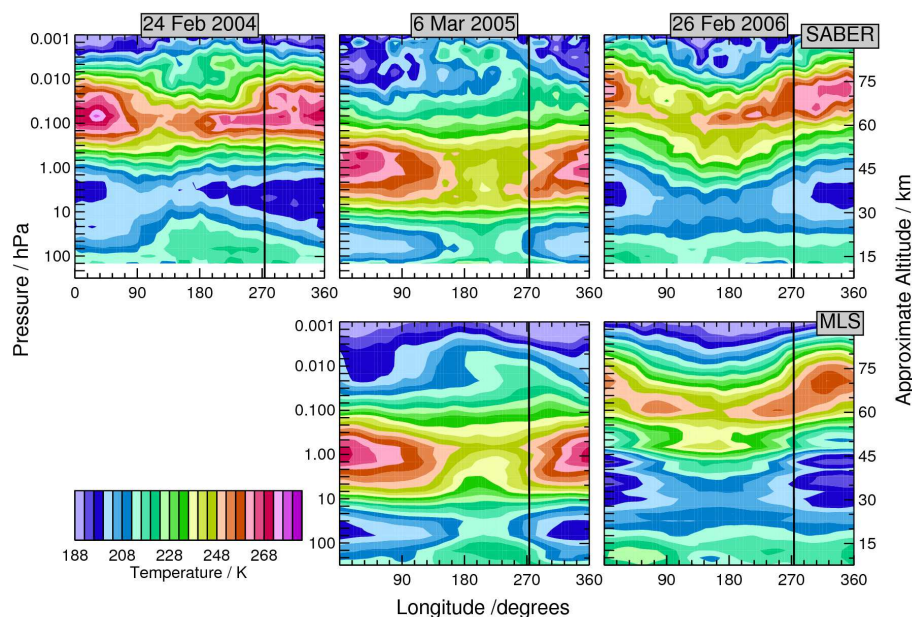 24 Feb 2004 6 Mar 2005 26 Feb 2006
SABER
0.001
0.010
0.100
1.00
10
100
75
60
45
30
15
0 90 180 270 360
90 180 270 360
90 180 270 360
Pressure / hPa
Approximate Altitude / km
MLS
0.001
0.010
0.100
1.00
10
100
75
60
45
30
15
90 180 270 360
90 180 270 360
188 208 228 248 268
Temperature / K
Longitude /degrees